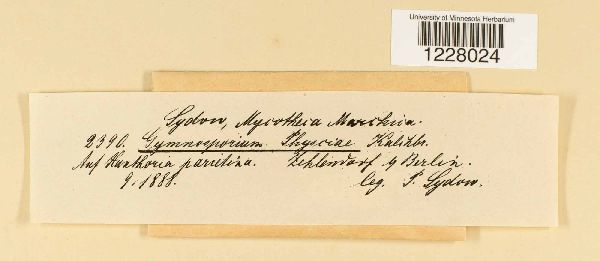 University of Minnesota Herbarium
1228024
Sydow, Mycotheca Marchica.
2390. Gymnosporium Physciae Kalchbr.
Auf Xanthoria parietina. Zehlendorf b/ Berlin.
9. 1888. leg. P. Sydow.